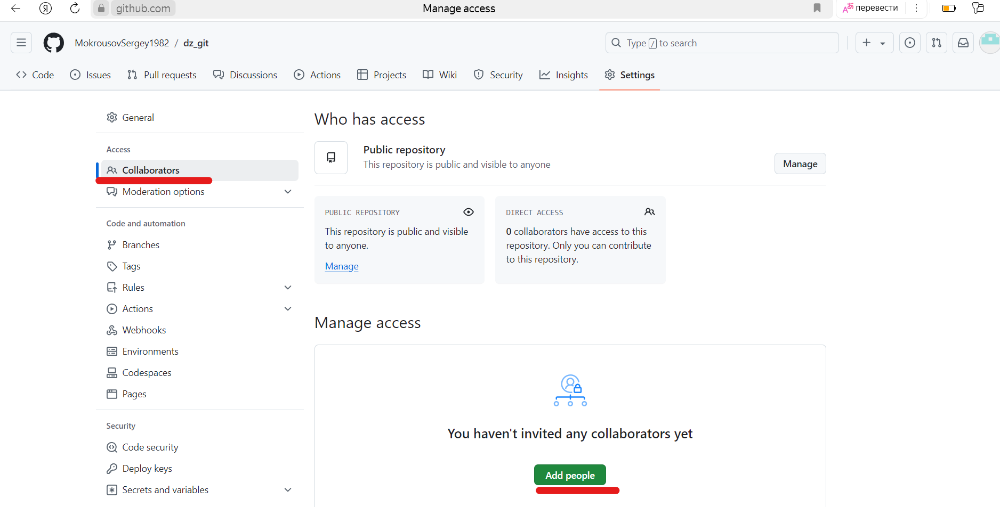 github.com
Manage access
перевести
MokrousovSergey1982 / dz_git
Type / to search
Code
Issues
Pull requests
Discussions
Actions
Projects
Wiki
Security
Insights
Settings
General
Access
Collaborators
Moderation options
Code and automation
Branches
Tags
Rules
Actions
Webhooks
Environments
Codespaces
Pages
Security
Code security
Deploy keys
Secrets and variables
Who has access
Public repository
This repository is public and visible to anyone
Manage
PUBLIC REPOSITORY
This repository is public and visible
to anyone.
Manage
DIRECT ACCESS
0 collaborators have access to this
repository. Only you can contribute
to this repository.
Manage access
You haven't invited any collaborators yet
Add people